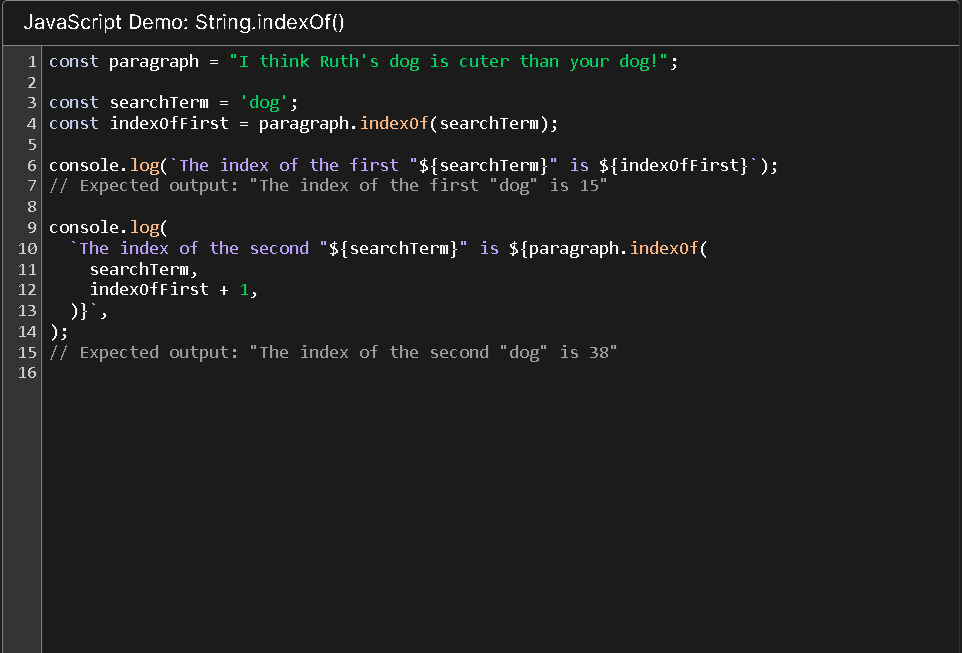 JavaScript Demo: String.indexOf()
1 const paragraph = "I think Ruth's dog is cuter than your dog!";
2
3 const searchTerm = 'dog';
4 const indexOfFirst = paragraph.indexOf(searchTerm);
5
6 console.log(`The index of the first "${searchTerm}" is ${indexOfFirst}`);
7 // Expected output: "The index of the first "dog" is 15"
8
9 console.log(
10   `The index of the second "${searchTerm}" is ${paragraph.indexOf(
11     searchTerm,
12     indexOfFirst + 1,
13   )}`,
14 );
15 // Expected output: "The index of the second "dog" is 38"
16